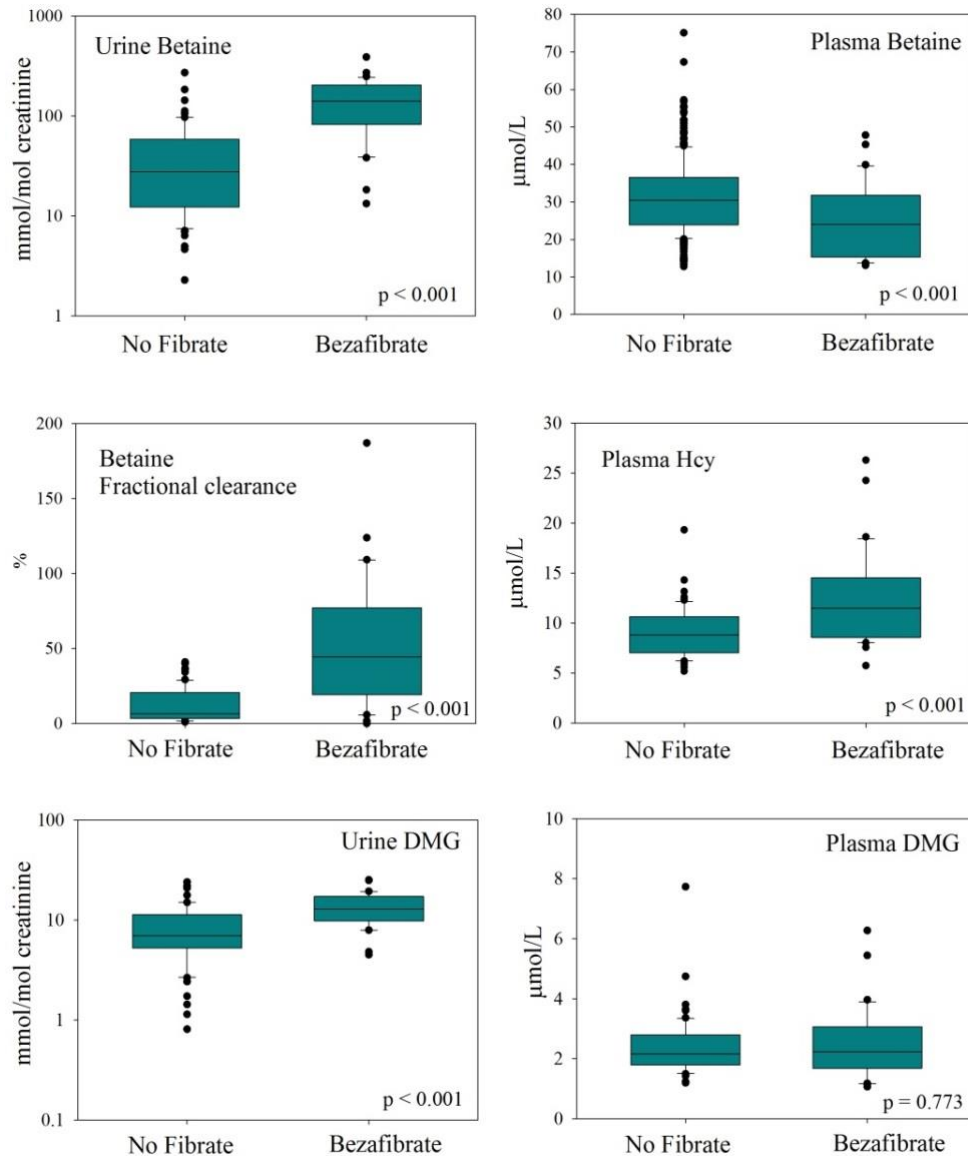 Urine Betaine
mmol/mol creatinine
1000
100
10
1
p < 0.001
No Fibrate
Bezafibrate
Plasma Betaine
µmol/L
80
70
60
50
40
30
20
10
0
p < 0.001
No Fibrate
Bezafibrate
Betaine
Fractional clearance
%
200
150
100
50
0
p < 0.001
No Fibrate
Bezafibrate
Plasma Hcy
µmol/L
30
25
20
15
10
5
0
p < 0.001
No Fibrate
Bezafibrate
Urine DMG
mmol/mol creatinine
100
10
1
0.1
p < 0.001
No Fibrate
Bezafibrate
Plasma DMG
µmol/L
10
8
6
4
2
0
p = 0.773
No Fibrate
Bezafibrate